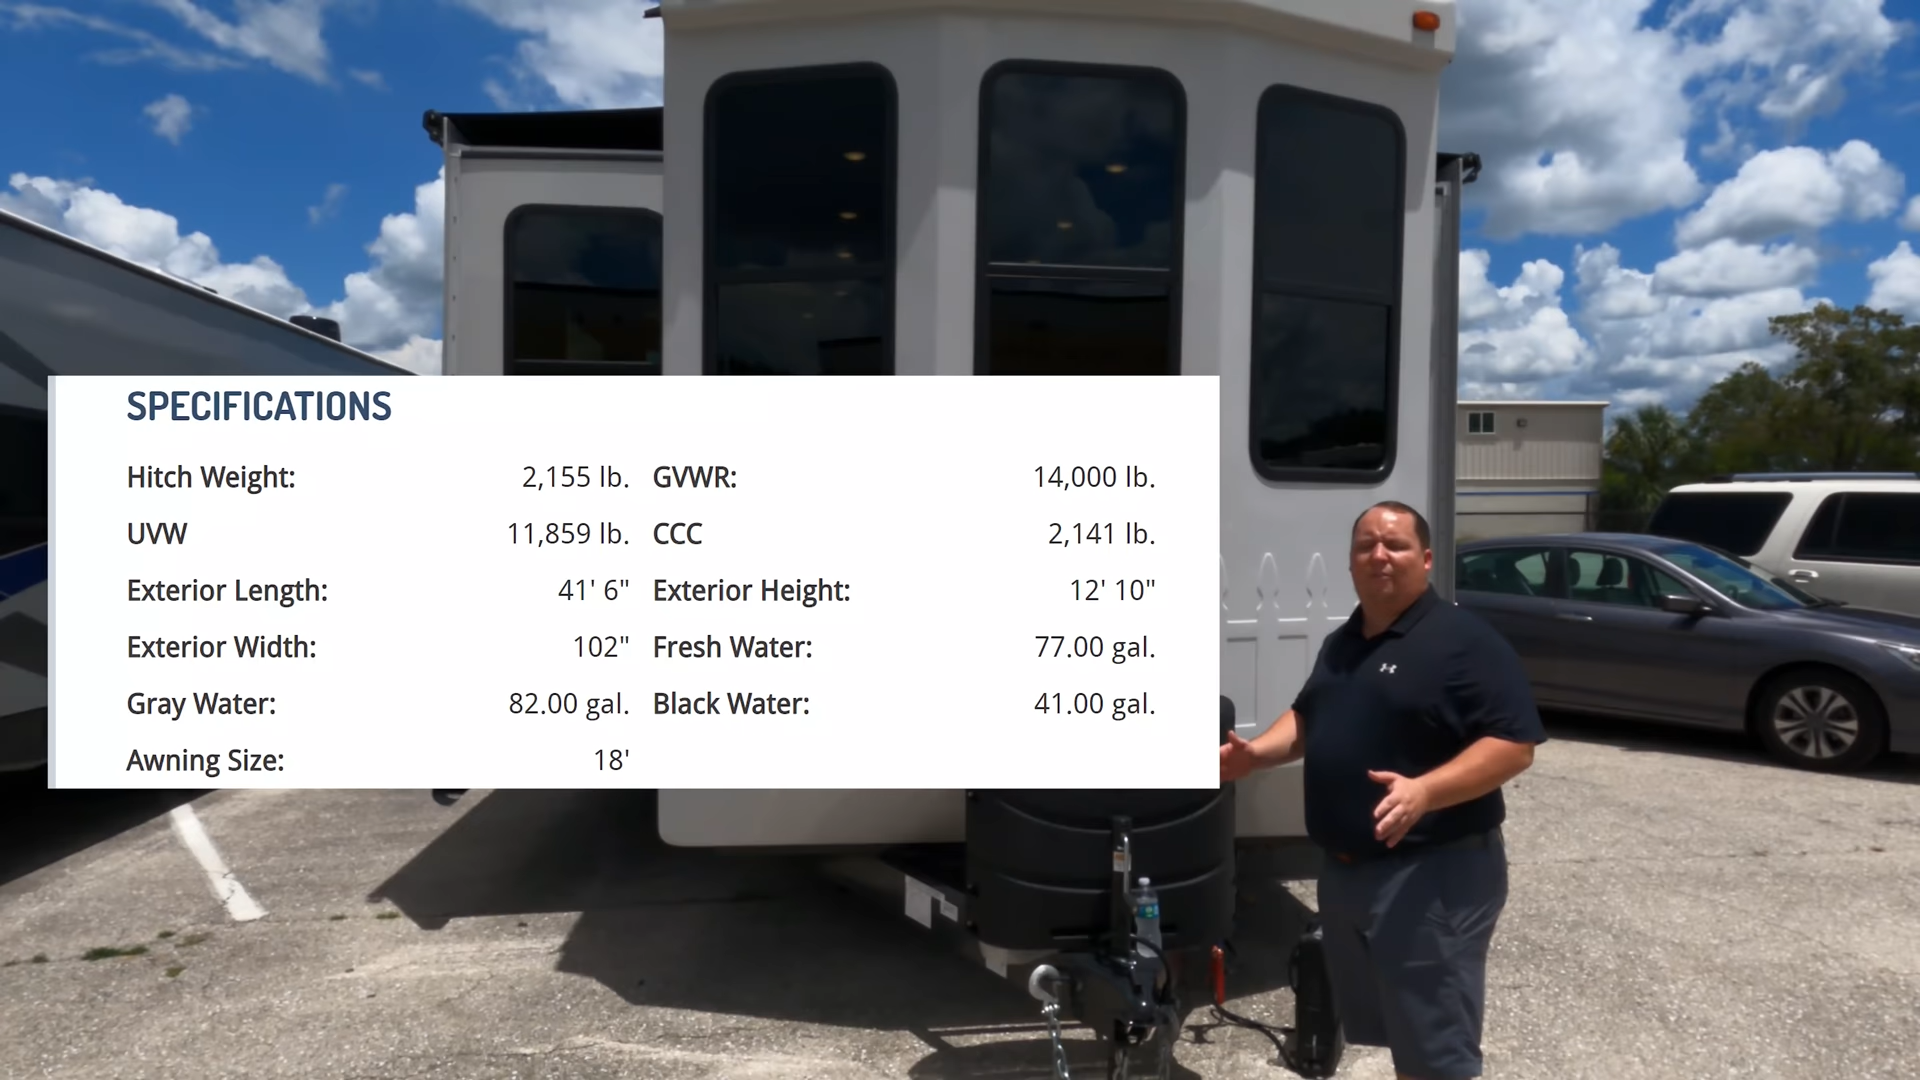 SPECIFICATIONS
Hitch Weight: 2,155 lb. GVWR: 14,000 lb.
UVW 11,859 lb. CCC 2,141 lb.
Exterior Length: 41' 6" Exterior Height: 12' 10"
Exterior Width: 102" Fresh Water: 77.00 gal.
Gray Water: 82.00 gal. Black Water: 41.00 gal.
Awning Size: 18'